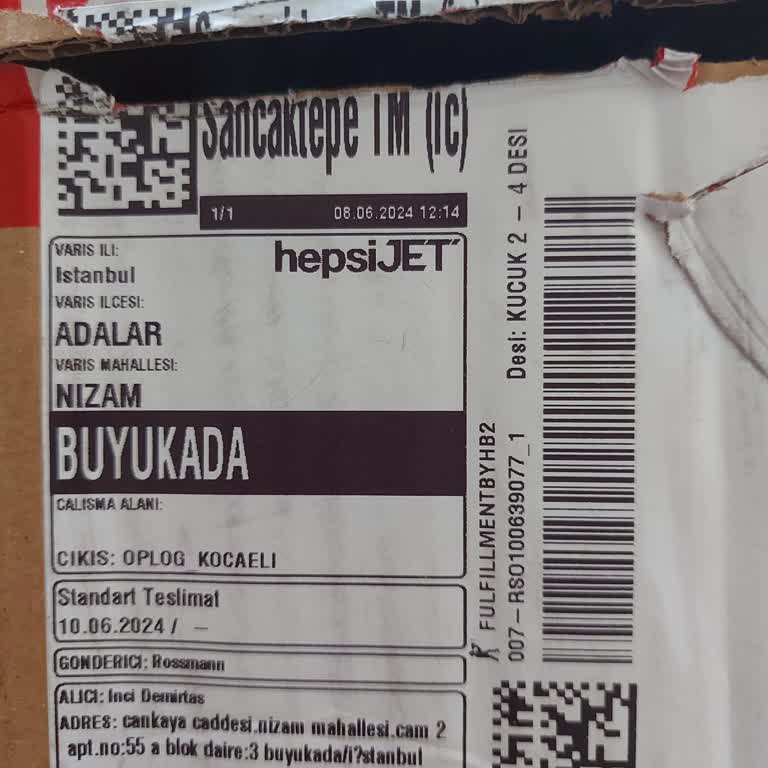 Sancaktepe TM (Ic)
1/1 08.06.2024 12:14
VARIS ILI:
hepsiJET
Istanbul
VARIS ILCESI:
ADALAR
VARIS MAHALLESI:
NIZAM
BUYUKADA
CALISMA ALANI:
CIKIS: OPLOG_KOCAELI
Standart Teslimat
10.06.2024 / –
GONDERICI: Rossmann
ALICI: Inci Demirtas
ADRES: cankaya caddesi.nizam mahallesi.cam 2
apt.no:55 a blok daire:3 buyukada/i?stanbul
FULFILLMENTBYHB2
007-RSO100639077_1
Desi: KUCUK 2 – 4 DESI